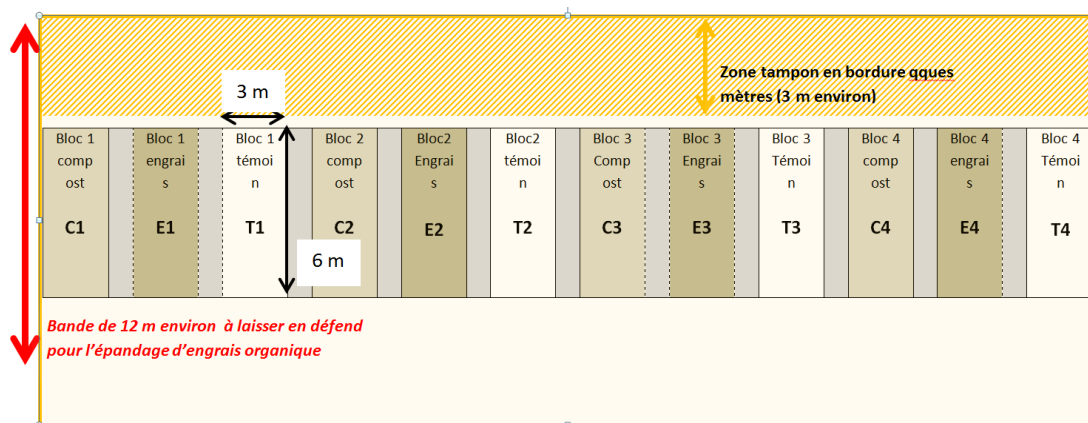 Zone tampon en bordure qques
mètres (3 m environ)
3 m
Bloc 1
comp
ost
C1
Bloc 1
engrai
s
E1
Bloc 1
témoi
n
T1
Bloc 2
comp
ost
C2
Bloc2
Engrai
s
E2
Bloc2
témoi
n
T2
Bloc 3
Comp
ost
C3
Bloc 3
Engrai
s
E3
Bloc 3
Témoi
n
T3
Bloc 4
comp
ost
C4
Bloc 4
engrai
s
E4
Bloc 4
Témoi
n
T4
6 m
Bande de 12 m environ à laisser en défend
pour l’épandage d’engrais organique